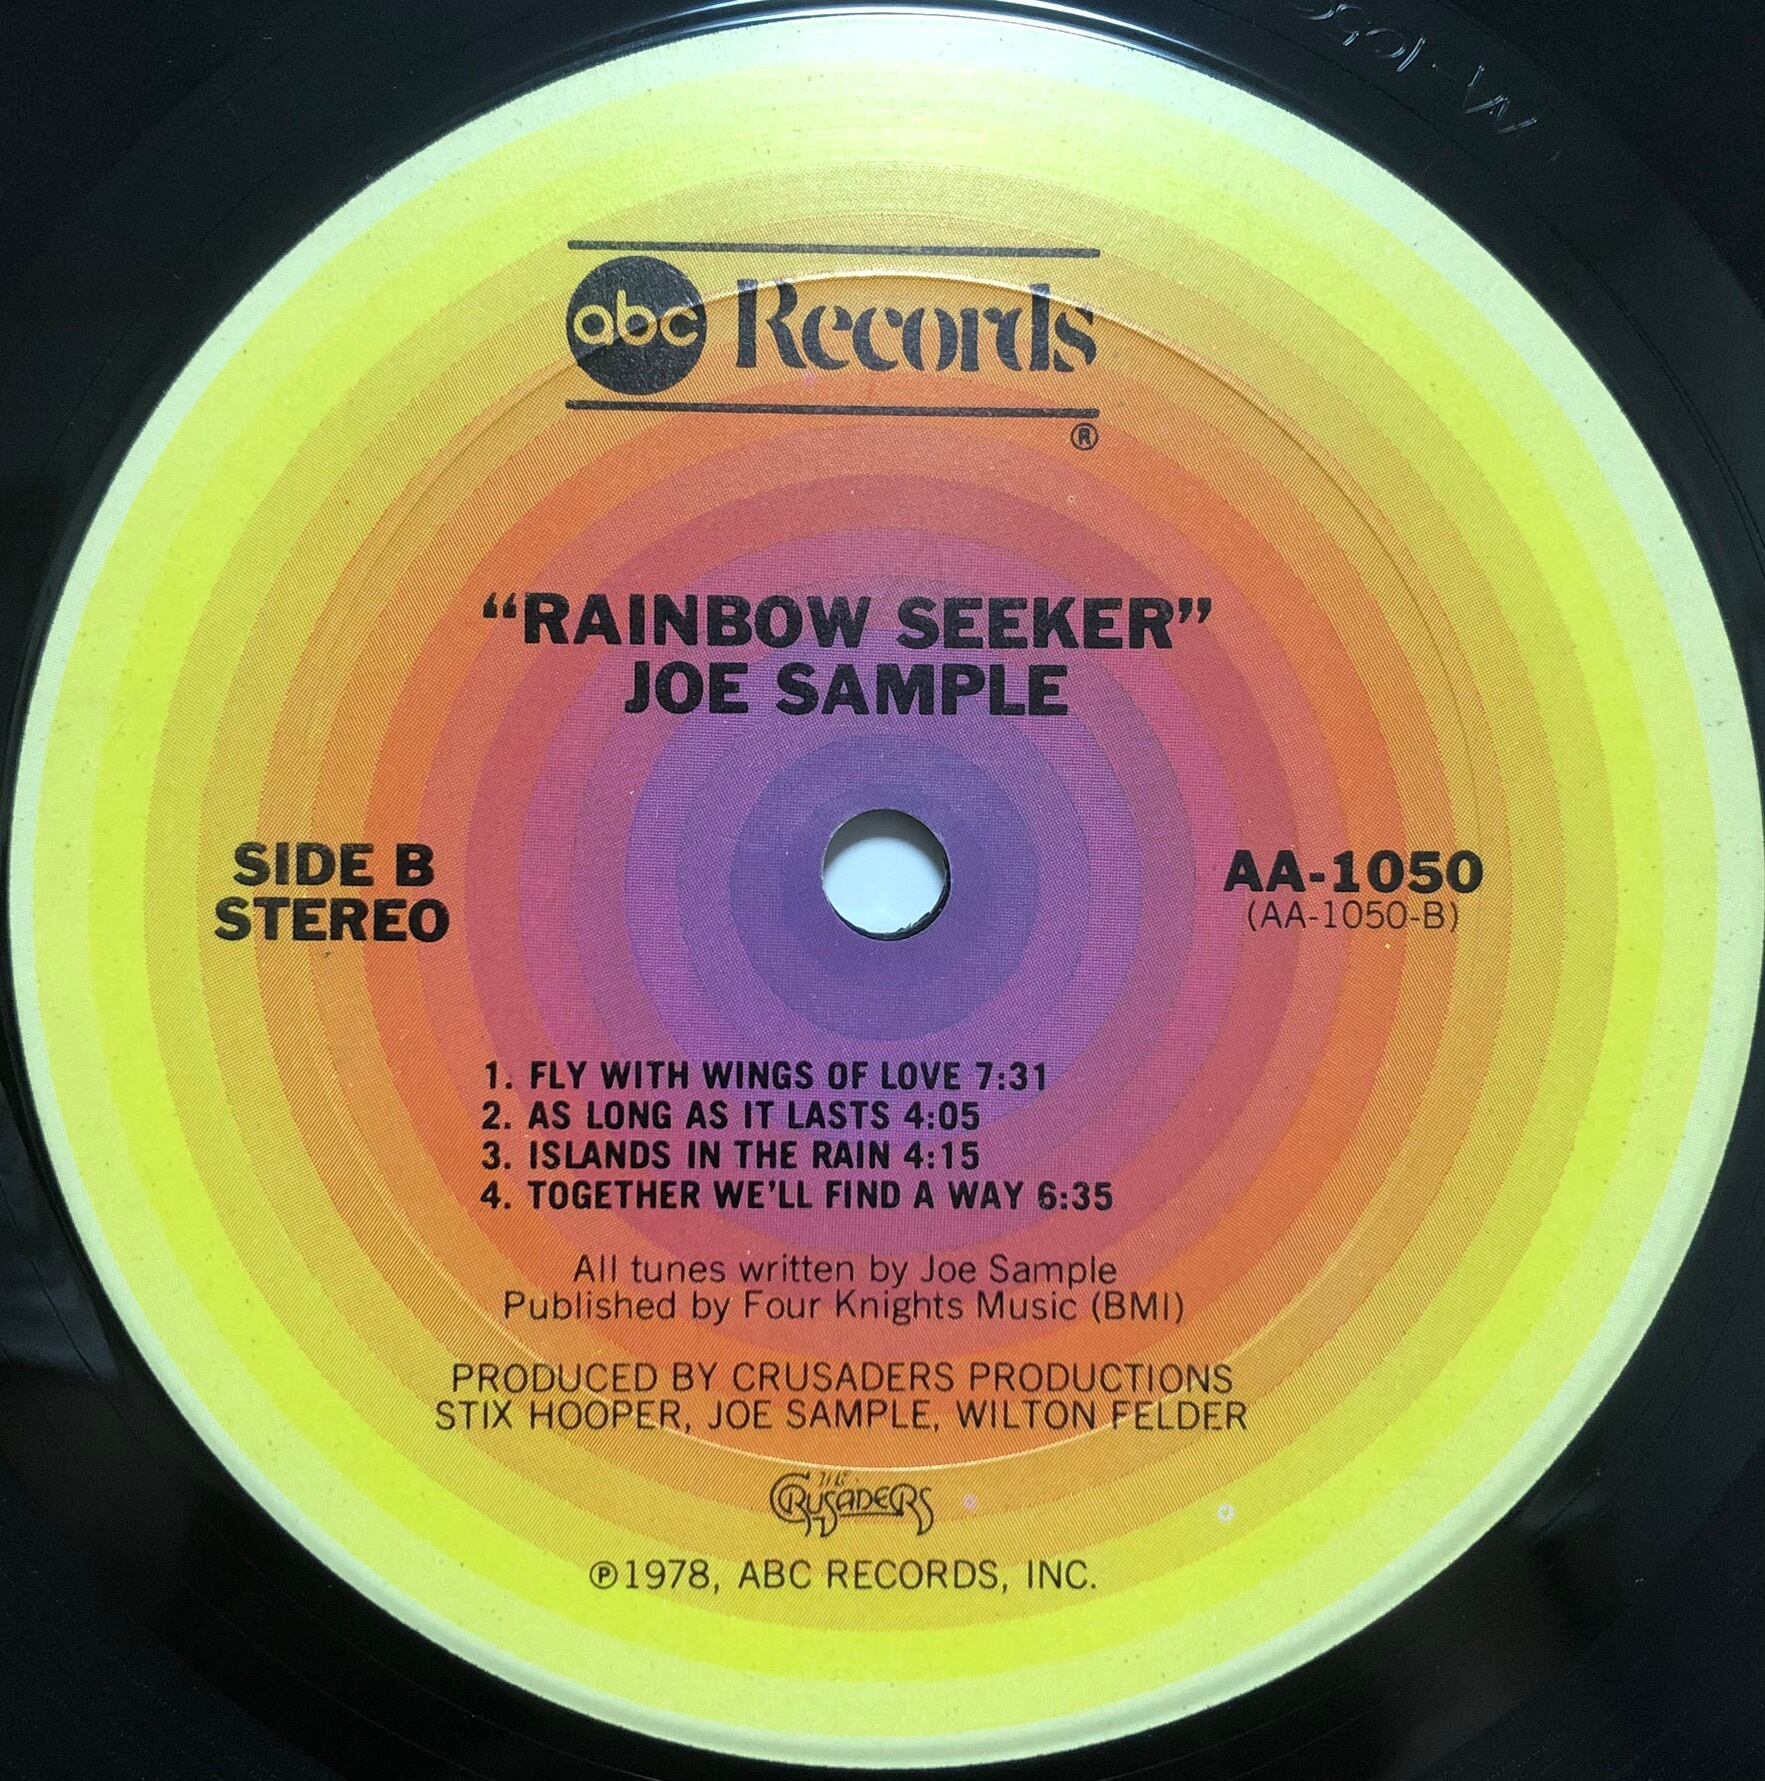 abc Records
®
“RAINBOW SEEKER”
JOE SAMPLE
SIDE B
STEREO
AA-1050
(AA-1050-B)
1. FLY WITH WINGS OF LOVE 7:31
2. AS LONG AS IT LASTS 4:05
3. ISLANDS IN THE RAIN 4:15
4. TOGETHER WE'LL FIND A WAY 6:35
All tunes written by Joe Sample
Published by Four Knights Music (BMI)
PRODUCED BY CRUSADERS PRODUCTIONS
STIX HOOPER, JOE SAMPLE, WILTON FELDER
THE
CRUSADERS
℗1978, ABC RECORDS, INC.